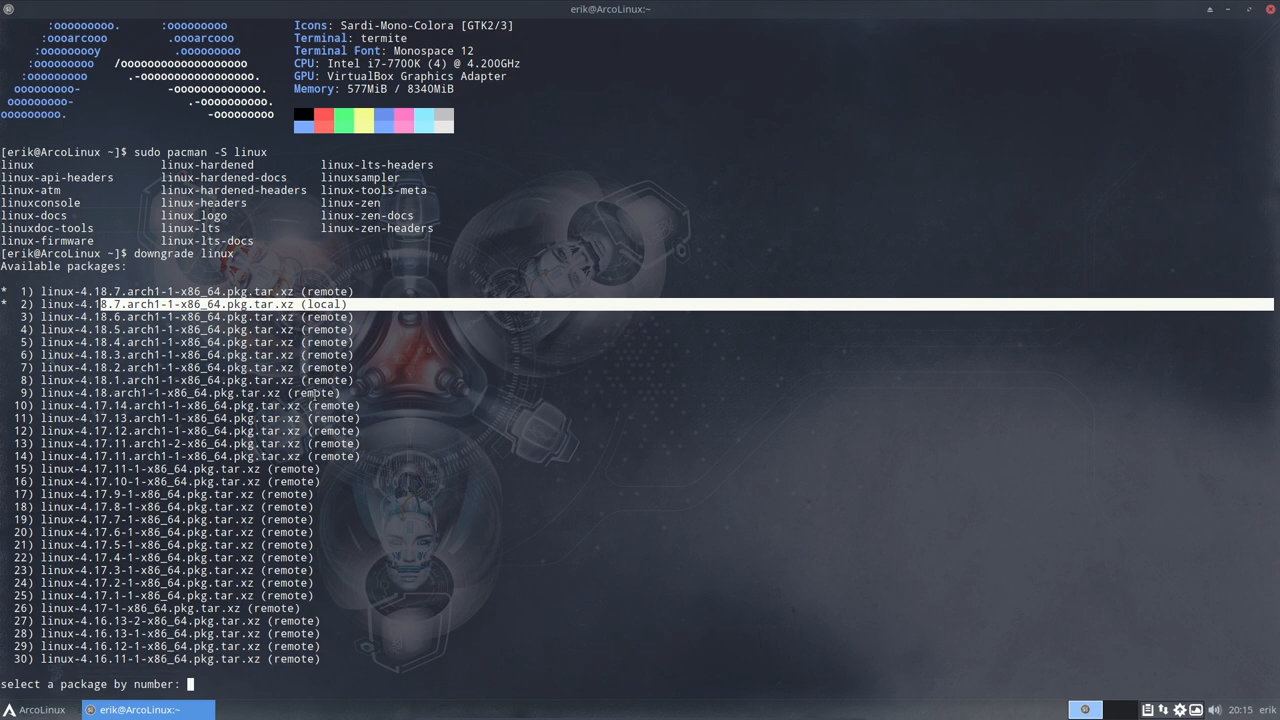 erik@ArcoLinux:~
:ooooooooo.      :ooooooooo        Icons: Sardi-Mono-Colora [GTK2/3]
:oooarcooo     .oooarcooo          Terminal: termite
:ooooooooy           .ooooooooo         Terminal Font: Monospace 12
:ooooooooo   /ooooooooooooooooooo       CPU: Intel i7-7700K (4) @ 4.200GHz
:ooooooooo      .-ooooooooooooooooo.     GPU: VirtualBox Graphics Adapter
ooooooooo-             -ooooooooooooo.   Memory: 577MiB / 8340MiB
ooooooooo-                 .-oooooooooo.
ooooooooo.                     -ooooooooo
[erik@ArcoLinux ~]$ sudo pacman -S linux
linux                   linux-hardened          linux-lts-headers
linux-api-headers       linux-hardened-docs     linuxsampler
linux-atm               linux-hardened-headers  linux-tools-meta
linuxconsole            linux-headers           linux-zen
linux-docs              linux_logo              linux-zen-docs
linuxdoc-tools          linux-lts               linux-zen-headers
linux-firmware          linux-lts-docs
[erik@ArcoLinux ~]$ downgrade linux
Available packages:
*  1) linux-4.18.7.arch1-1-x86_64.pkg.tar.xz (remote)
*  2) linux-4.18.7.arch1-1-x86_64.pkg.tar.xz (local)
3) linux-4.18.6.arch1-1-x86_64.pkg.tar.xz (remote)
4) linux-4.18.5.arch1-1-x86_64.pkg.tar.xz (remote)
5) linux-4.18.4.arch1-1-x86_64.pkg.tar.xz (remote)
6) linux-4.18.3.arch1-1-x86_64.pkg.tar.xz (remote)
7) linux-4.18.2.arch1-1-x86_64.pkg.tar.xz (remote)
8) linux-4.18.1.arch1-1-x86_64.pkg.tar.xz (remote)
9) linux-4.18.arch1-1-x86_64.pkg.tar.xz (remote)
10) linux-4.17.14.arch1-1-x86_64.pkg.tar.xz (remote)
11) linux-4.17.13.arch1-1-x86_64.pkg.tar.xz (remote)
12) linux-4.17.12.arch1-1-x86_64.pkg.tar.xz (remote)
13) linux-4.17.11.arch1-2-x86_64.pkg.tar.xz (remote)
14) linux-4.17.11.arch1-1-x86_64.pkg.tar.xz (remote)
15) linux-4.17.11-1-x86_64.pkg.tar.xz (remote)
16) linux-4.17.10-1-x86_64.pkg.tar.xz (remote)
17) linux-4.17.9-1-x86_64.pkg.tar.xz (remote)
18) linux-4.17.8-1-x86_64.pkg.tar.xz (remote)
19) linux-4.17.7-1-x86_64.pkg.tar.xz (remote)
20) linux-4.17.6-1-x86_64.pkg.tar.xz (remote)
21) linux-4.17.5-1-x86_64.pkg.tar.xz (remote)
22) linux-4.17.4-1-x86_64.pkg.tar.xz (remote)
23) linux-4.17.3-1-x86_64.pkg.tar.xz (remote)
24) linux-4.17.2-1-x86_64.pkg.tar.xz (remote)
25) linux-4.17.1-1-x86_64.pkg.tar.xz (remote)
26) linux-4.17-1-x86_64.pkg.tar.xz (remote)
27) linux-4.16.13-2-x86_64.pkg.tar.xz (remote)
28) linux-4.16.13-1-x86_64.pkg.tar.xz (remote)
29) linux-4.16.12-1-x86_64.pkg.tar.xz (remote)
30) linux-4.16.11-1-x86_64.pkg.tar.xz (remote)
select a package by number:
ArcoLinux   erik@ArcoLinux:~   20:15   erik